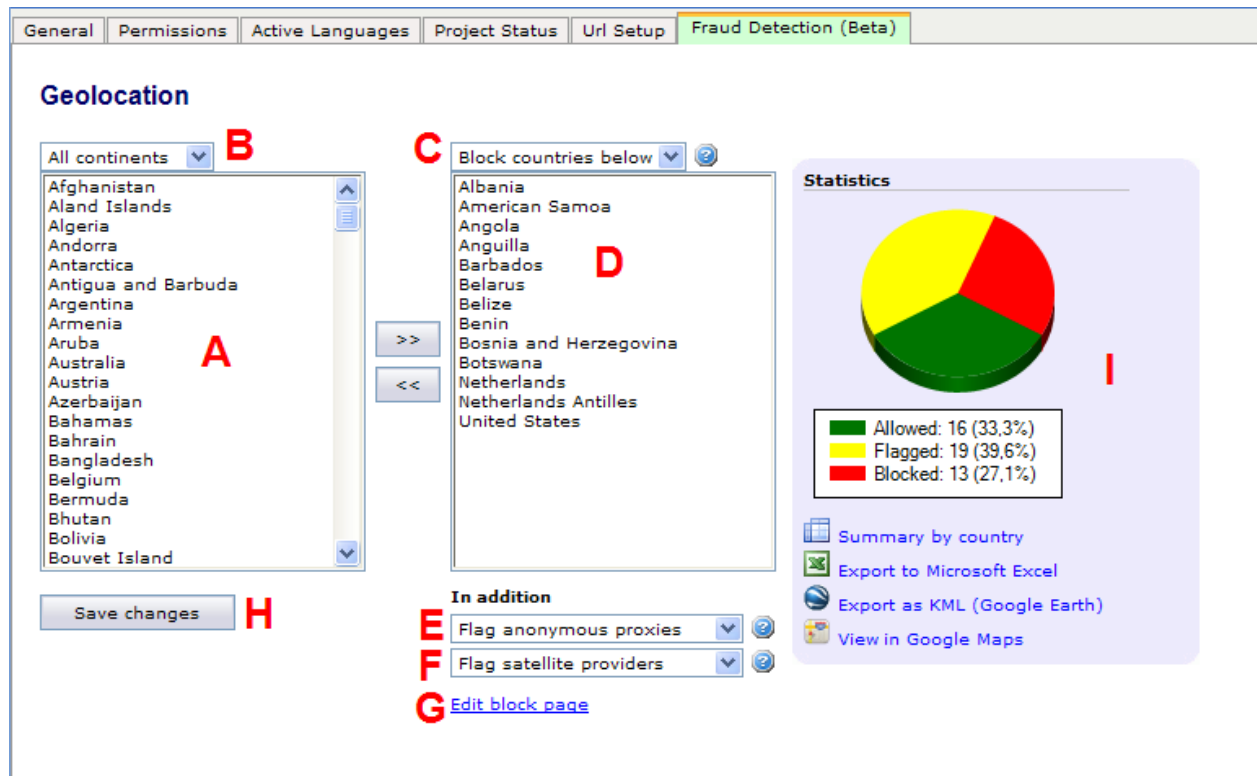 General Permissions Active Languages Project Status Url Setup Fraud Detection (Beta)
Geolocation
All continents B
Afghanistan
Aland Islands
Algeria
Andorra
Antarctica
Antigua and Barbuda
Argentina
Armenia
Aruba
Australia
Austria
Azerbaijan
Bahamas
Bahrain
Bangladesh
Belgium
Bermuda
Bhutan
Bolivia
Bouvet Island
A
Save changes H
>>
<<
C Block countries below ?
Albania
American Samoa
Angola
Anguilla
Barbados
Belarus
Belize
Benin
Bosnia and Herzegovina
Botswana
Netherlands
Netherlands Antilles
United States
D
In addition
E Flag anonymous proxies ?
F Flag satellite providers ?
G Edit block page
Statistics
I
Allowed: 16 (33,3%)
Flagged: 19 (39,6%)
Blocked: 13 (27,1%)
Summary by country
Export to Microsoft Excel
Export as KML (Google Earth)
View in Google Maps